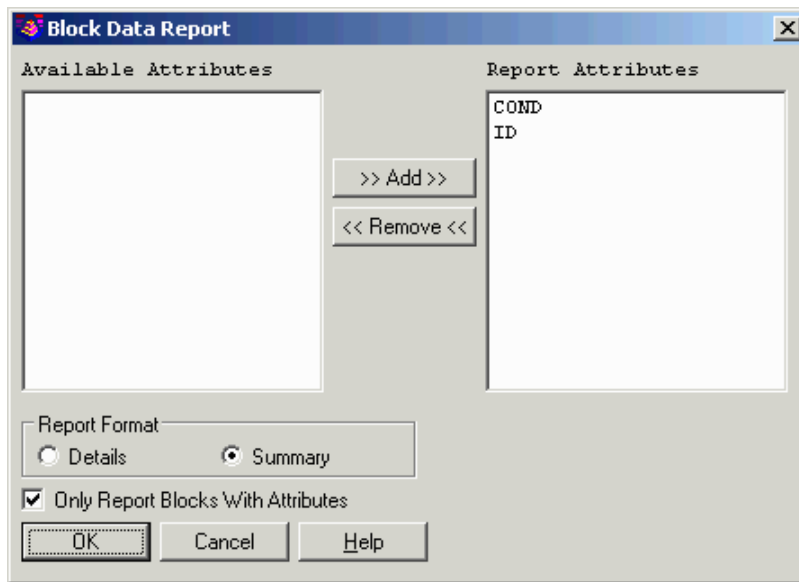 Block Data Report
Available Attributes
Report Attributes
COND
ID
>> Add >>
<< Remove <<
Report Format
Details
Summary
Only Report Blocks With Attributes
OK
Cancel
Help